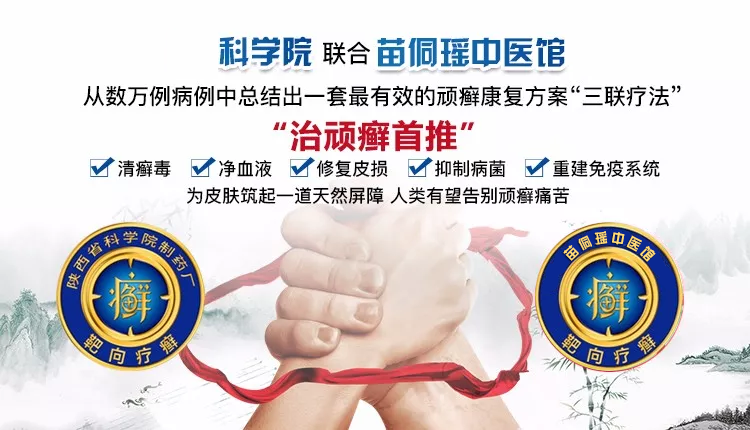 科学院 联合 苗侗瑶中医馆
从数万例病例中总结出一套最有效的顽癣康复方案“三联疗法”
“治顽癣首推”
清癣毒 净血液 修复皮损 抑制病菌 重建免疫系统
为皮肤筑起一道天然屏障 人类有望告别顽癣痛苦
陕西省科学院制药厂
癣
靶向疗癣
苗侗瑶中医馆
癣
靶向疗癣